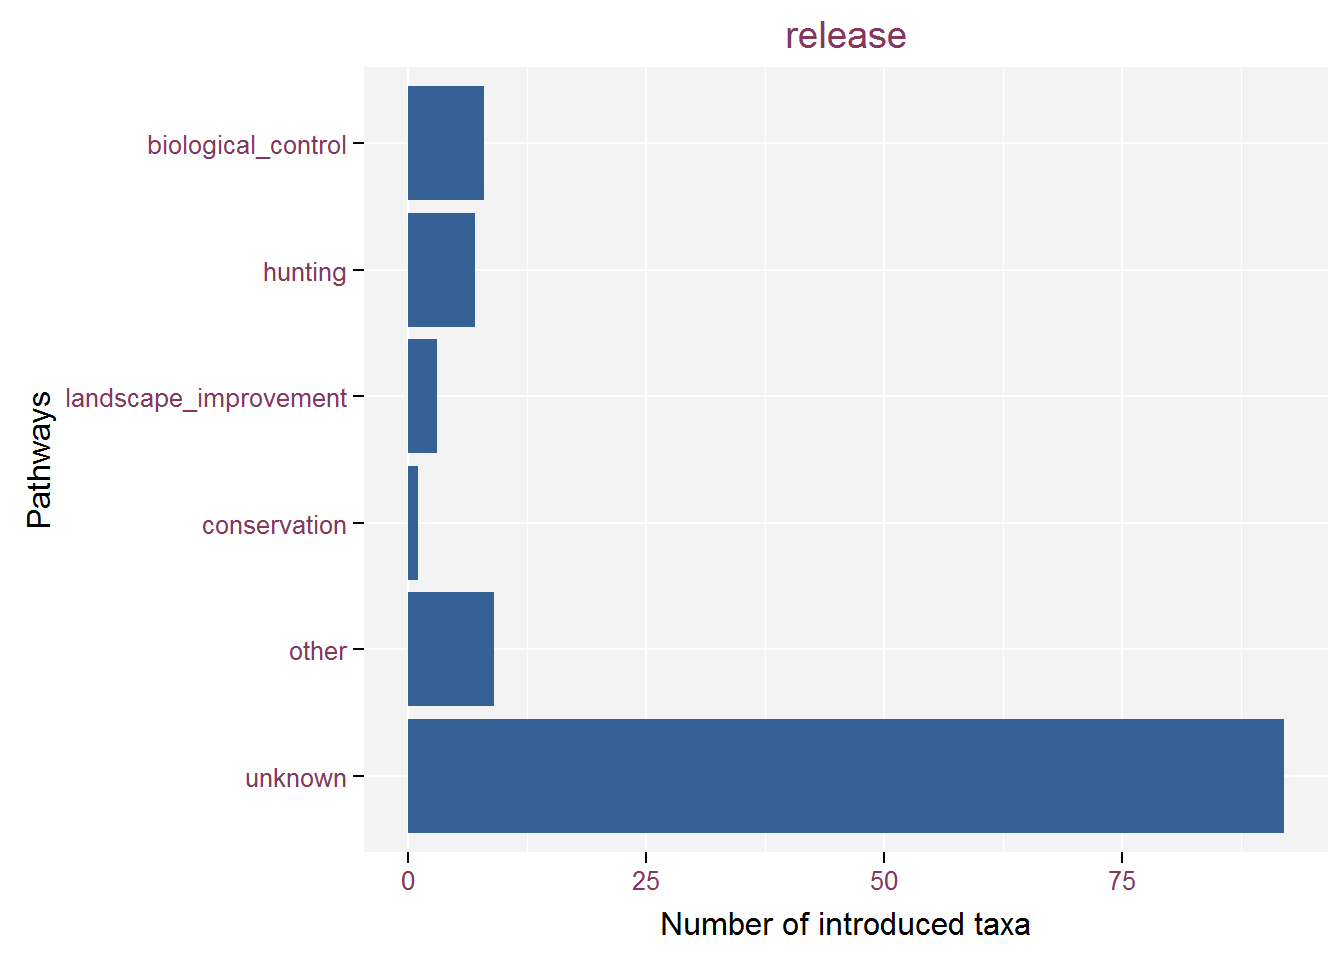 release
biological_control
hunting
landscape_improvement
conservation
other
unknown
Pathways
0 25 50 75
Number of introduced taxa